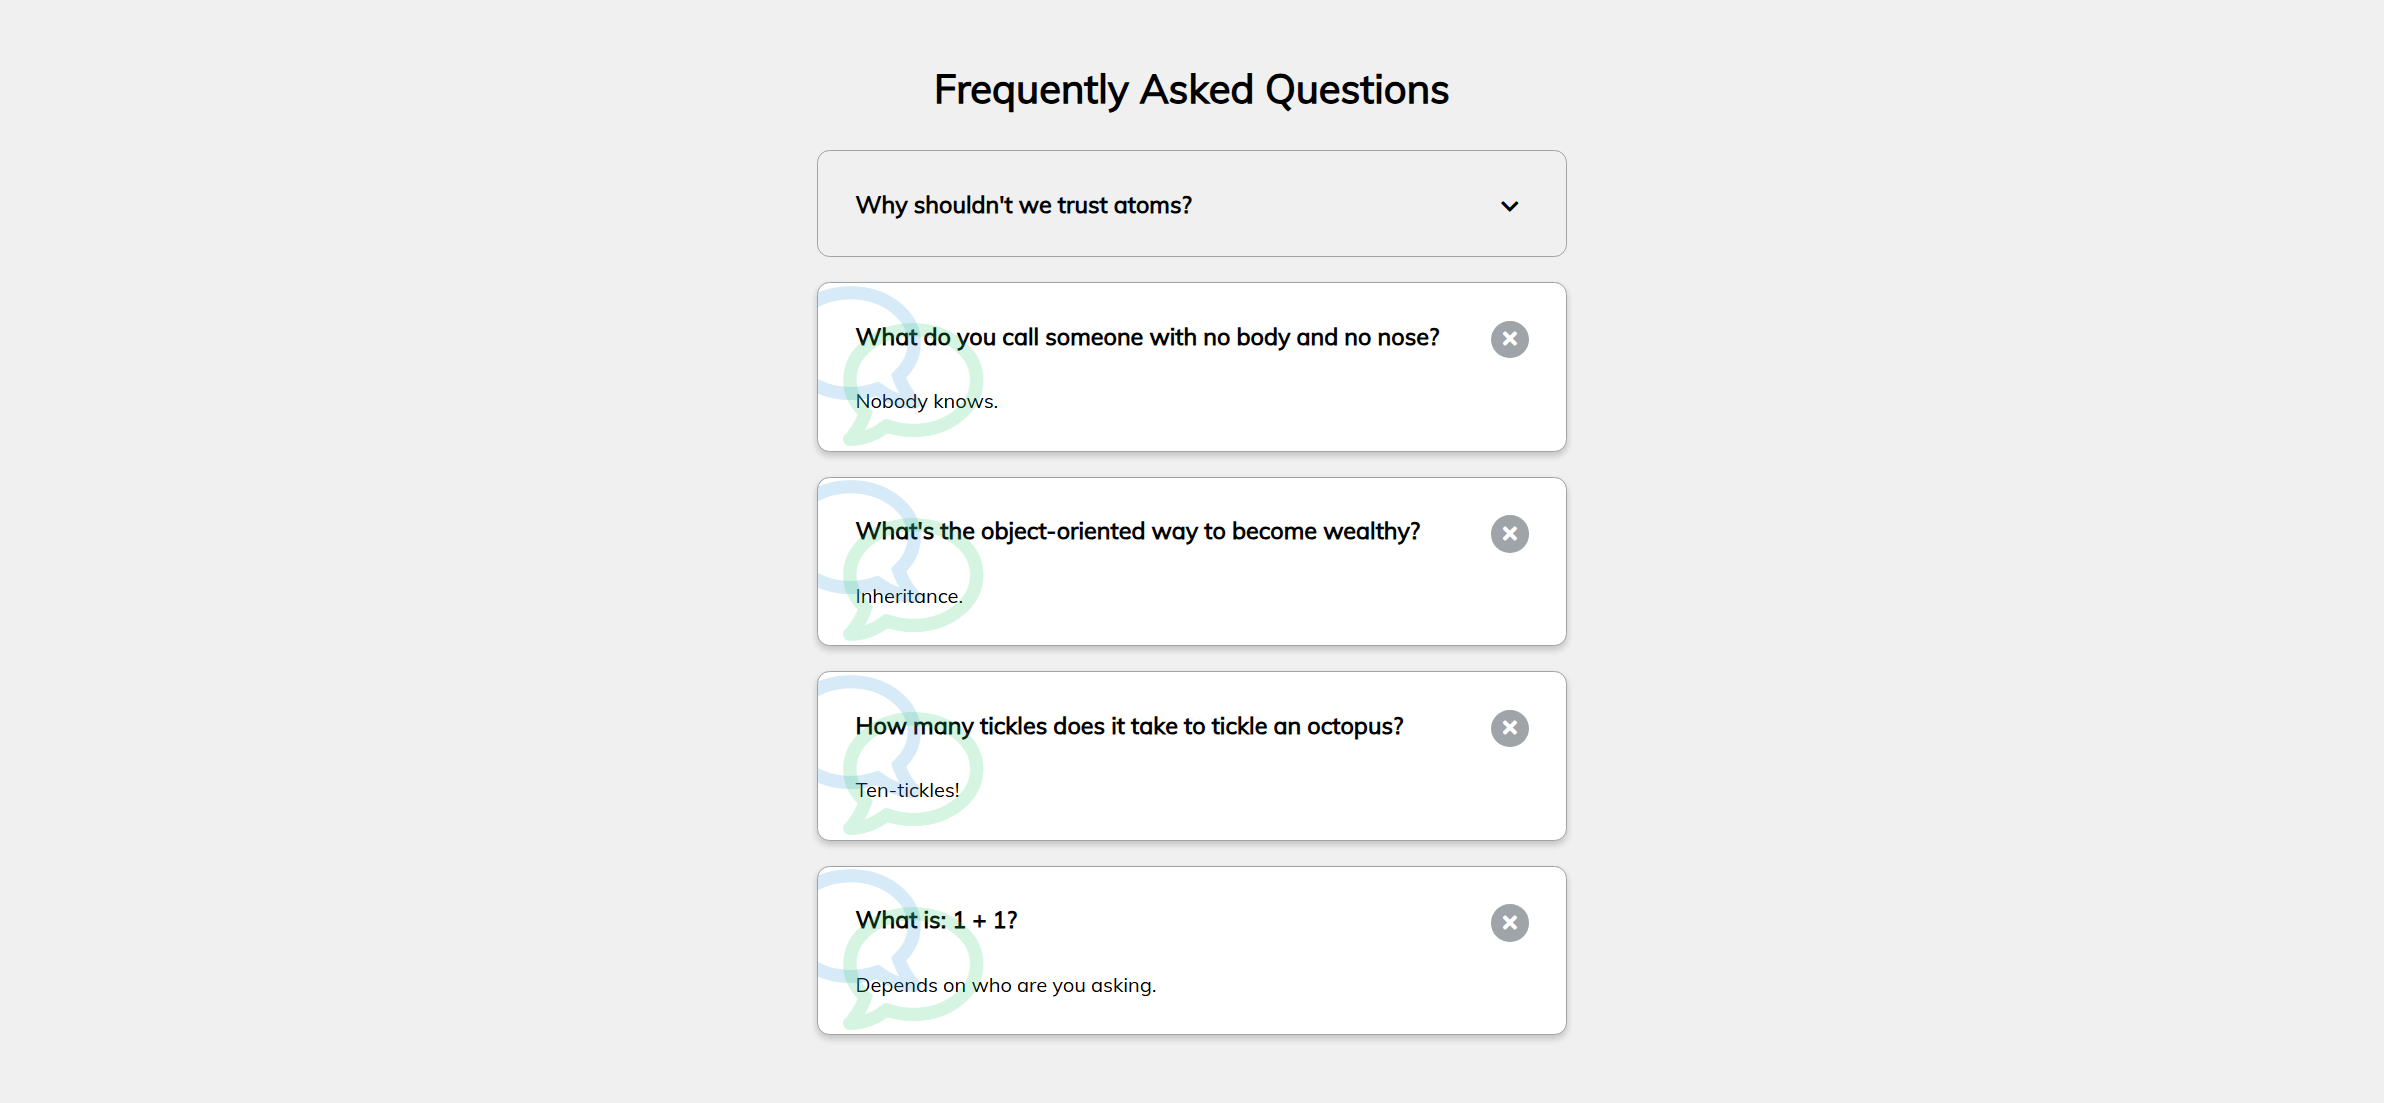 Frequently Asked Questions
Why shouldn't we trust atoms?
What do you call someone with no body and no nose?
Nobody knows.
What's the object-oriented way to become wealthy?
Inheritance.
How many tickles does it take to tickle an octopus?
Ten-tickles!
What is: 1 + 1?
Depends on who are you asking.